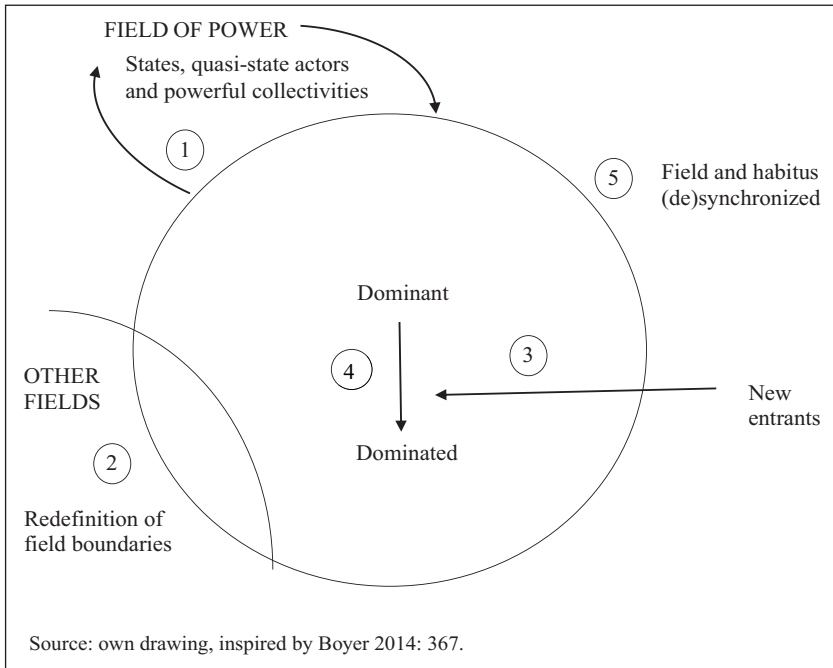 FIELD OF POWER
States, quasi-state actors
and powerful collectivities
1
5
Field and habitus
(de)synchronized
Dominant
3
4
OTHER
FIELDS
New
entrants
Dominated
2
Redefinition of
field boundaries
Source: own drawing, inspired by Boyer 2014: 367.